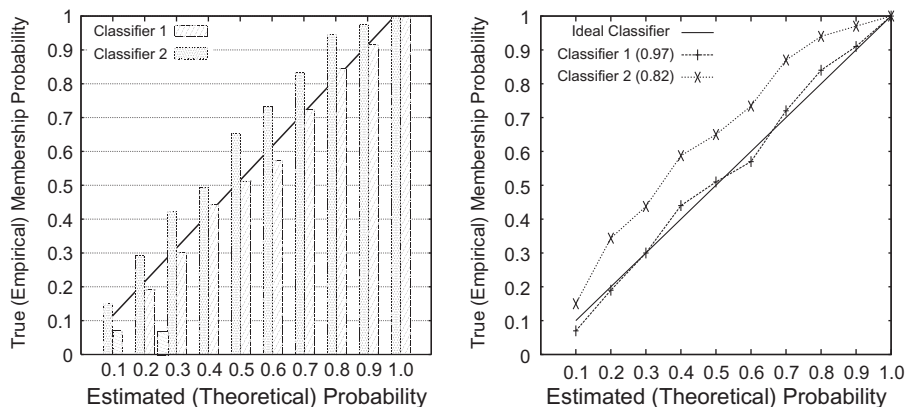 True (Empirical) Membership Probability
1
0.9
0.8
0.7
0.6
0.5
0.4
0.3
0.2
0.1
0
Classifier 1
Classifier 2
0.1 0.2 0.3 0.4 0.5 0.6 0.7 0.8 0.9 1.0
Estimated (Theoretical) Probability
True (Empirical) Membership Probability
1
0.9
0.8
0.7
0.6
0.5
0.4
0.3
0.2
0.1
0
Ideal Classifier
Classifier 1 (0.97)
Classifier 2 (0.82)
0.1 0.2 0.3 0.4 0.5 0.6 0.7 0.8 0.9 1.0
Estimated (Theoretical) Probability